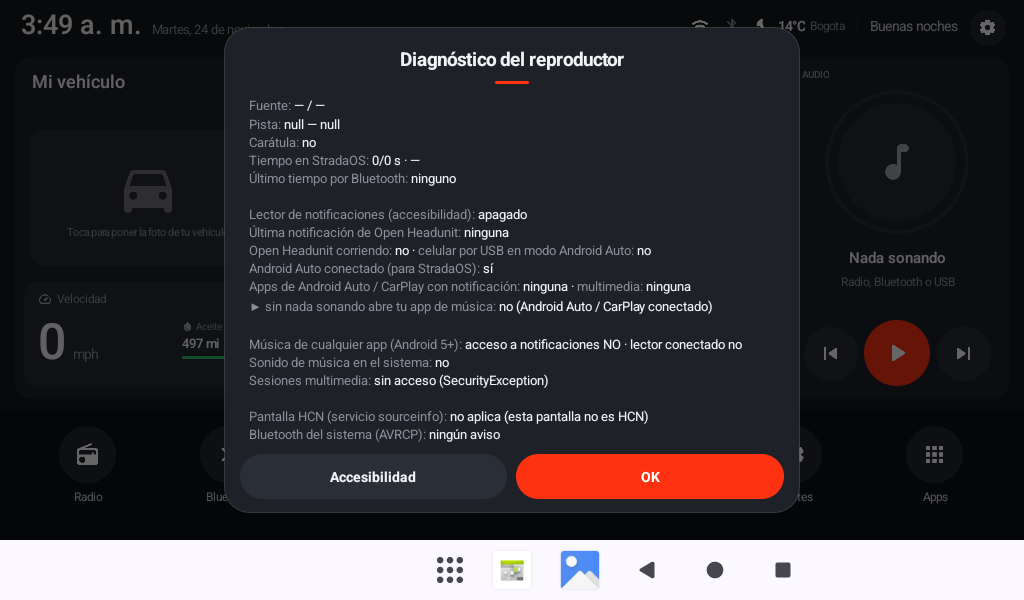 3:49 a. m. Martes, 24 de noviembre
14°C Bogota Buenas noches
Mi vehículo
AUDIO
Diagnóstico del reproductor
Fuente: — / —
Pista: null — null
Carátula: no
Tiempo en StradaOS: 0/0 s · —
Último tiempo por Bluetooth: ninguno
Lector de notificaciones (accesibilidad): apagado
Última notificación de Open Headunit: ninguna
Open Headunit corriendo: no · celular por USB en modo Android Auto: no
Android Auto conectado (para StradaOS): sí
Apps de Android Auto / CarPlay con notificación: ninguna · multimedia: ninguna
► sin nada sonando abre tu app de música: no (Android Auto / CarPlay conectado)
Música de cualquier app (Android 5+): acceso a notificaciones NO · lector conectado no
Sonido de música en el sistema: no
Sesiones multimedia: sin acceso (SecurityException)
Pantalla HCN (servicio sourceinfo): no aplica (esta pantalla no es HCN)
Bluetooth del sistema (AVRCP): ningún aviso
Accesibilidad
OK
Toca para poner la foto de tu vehículo
Velocidad
0 mph
Aceite
497 mi
Nada sonando
Radio, Bluetooth o USB
Radio
Blue
tes
Apps